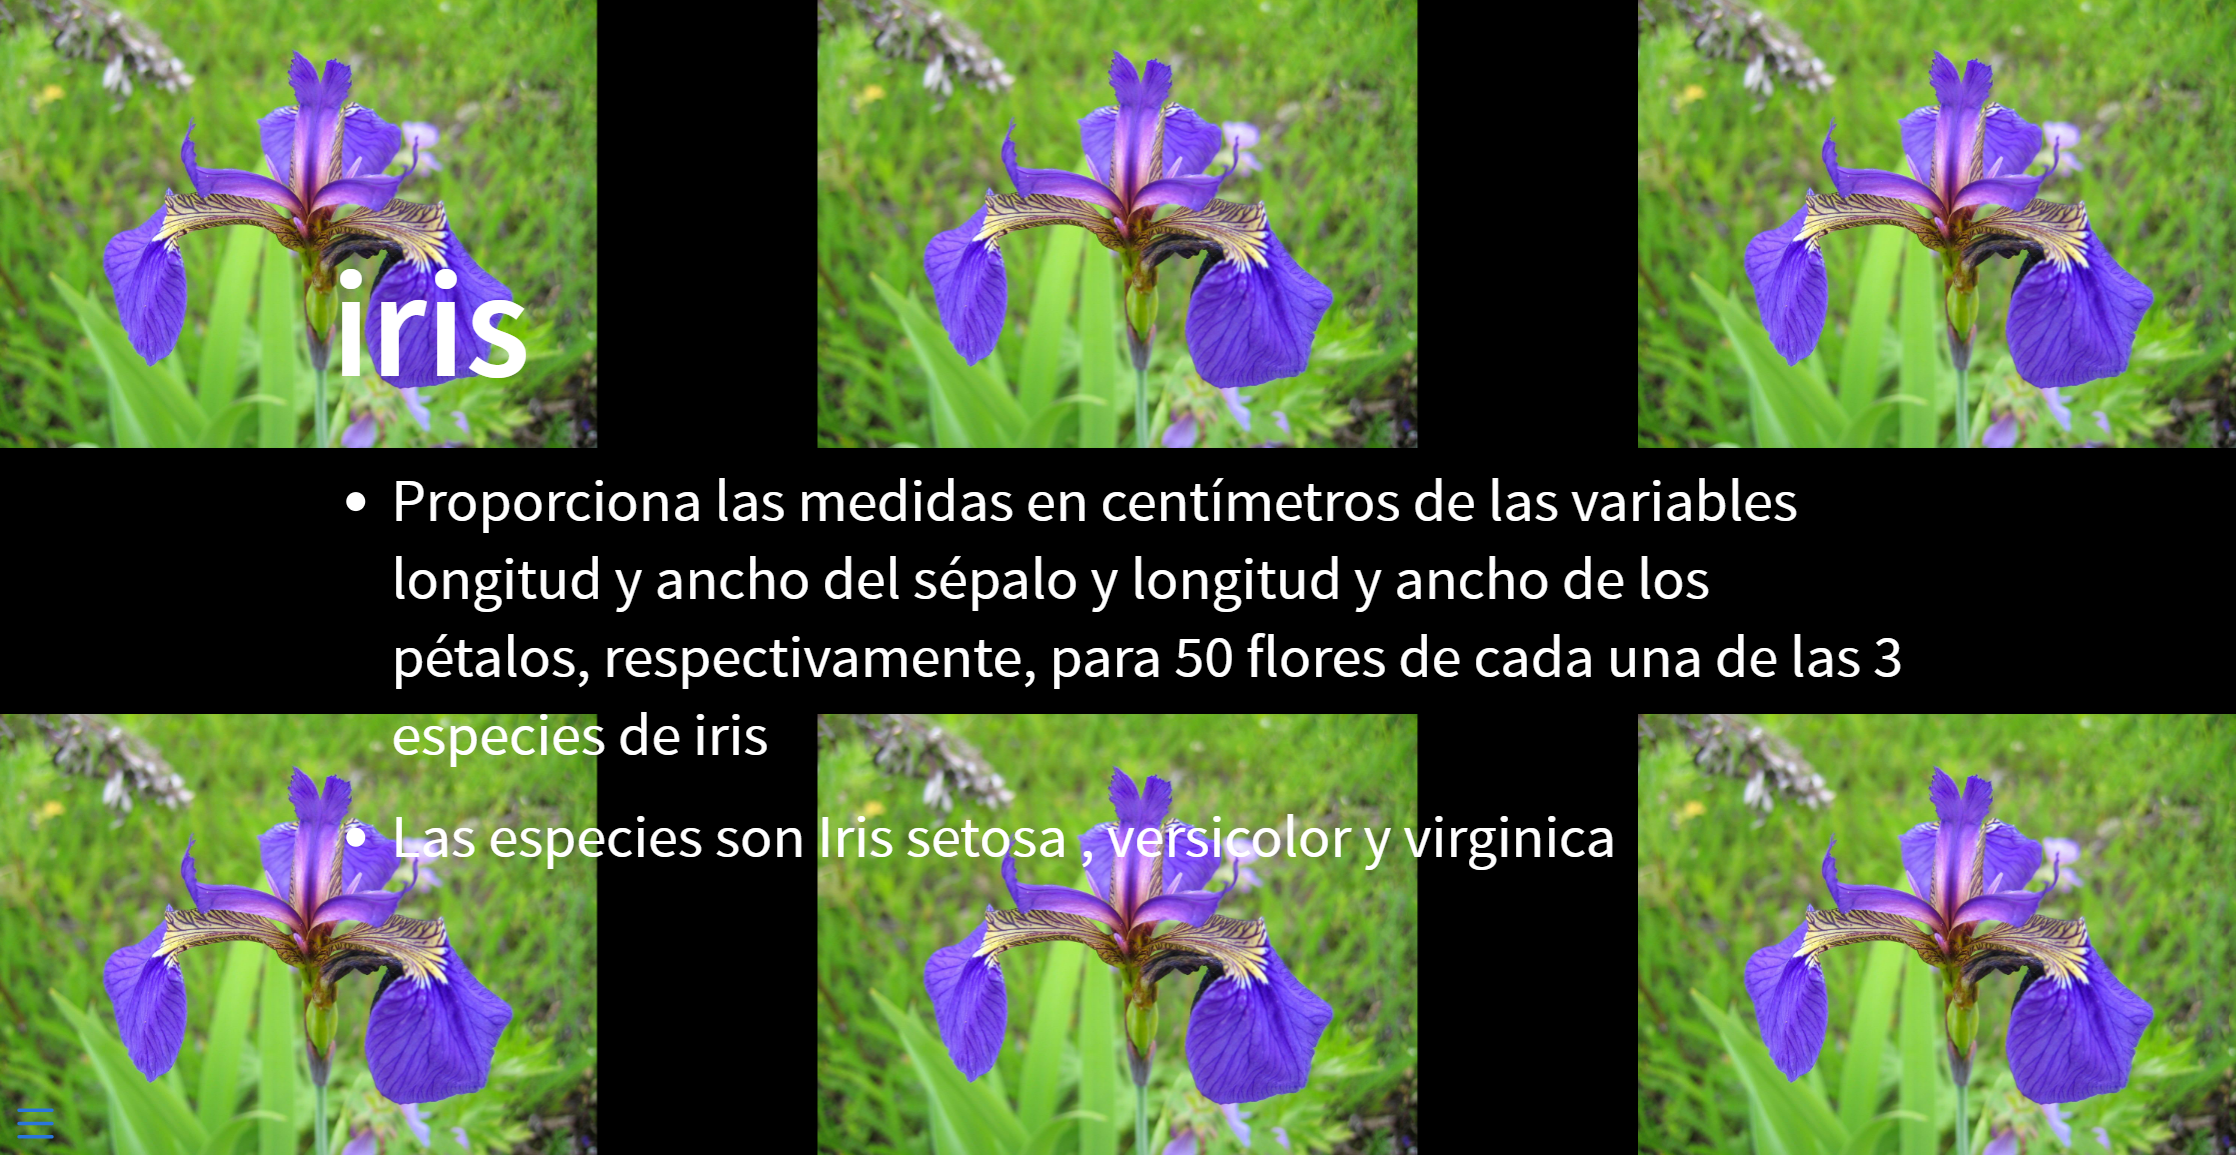 iris
• Proporciona las medidas en centímetros de las variables
longitud y ancho del sépalo y longitud y ancho de los
pétalos, respectivamente, para 50 flores de cada una de las 3
especies de iris
• Las especies son Iris setosa , versicolor y virginica